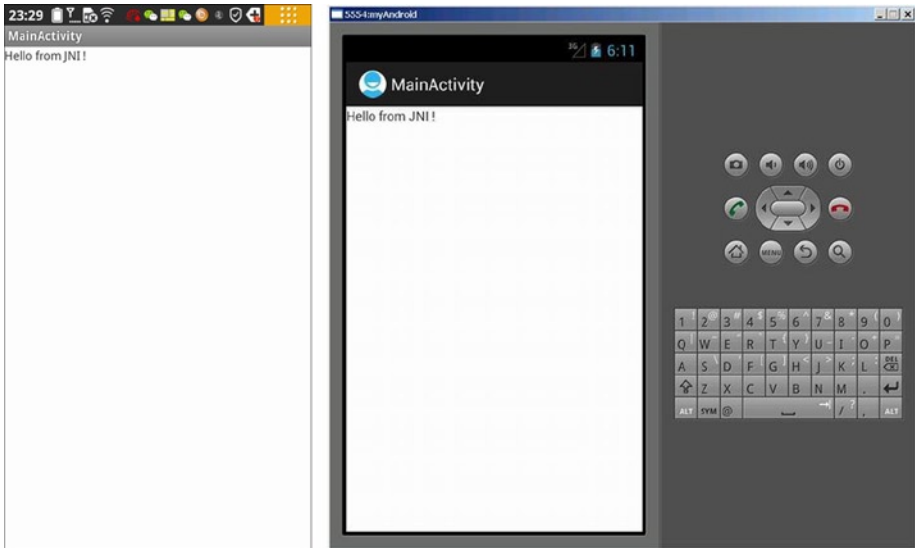 23:29
MainActivity
Hello from JNI !
5554:myAndroid
3G 6:11
MainActivity
Hello from JNI !
MENU
1 ! 2 @ 3 # 4 $ 5 % 6 ^ 7 & 8 * 9 ( 0 )
Q W E R T { Y } U - I O P
A S D F [ G ] H < J > K ; L : DEL
Z X C V B N M .
ALT SYM @ / ? , ALT